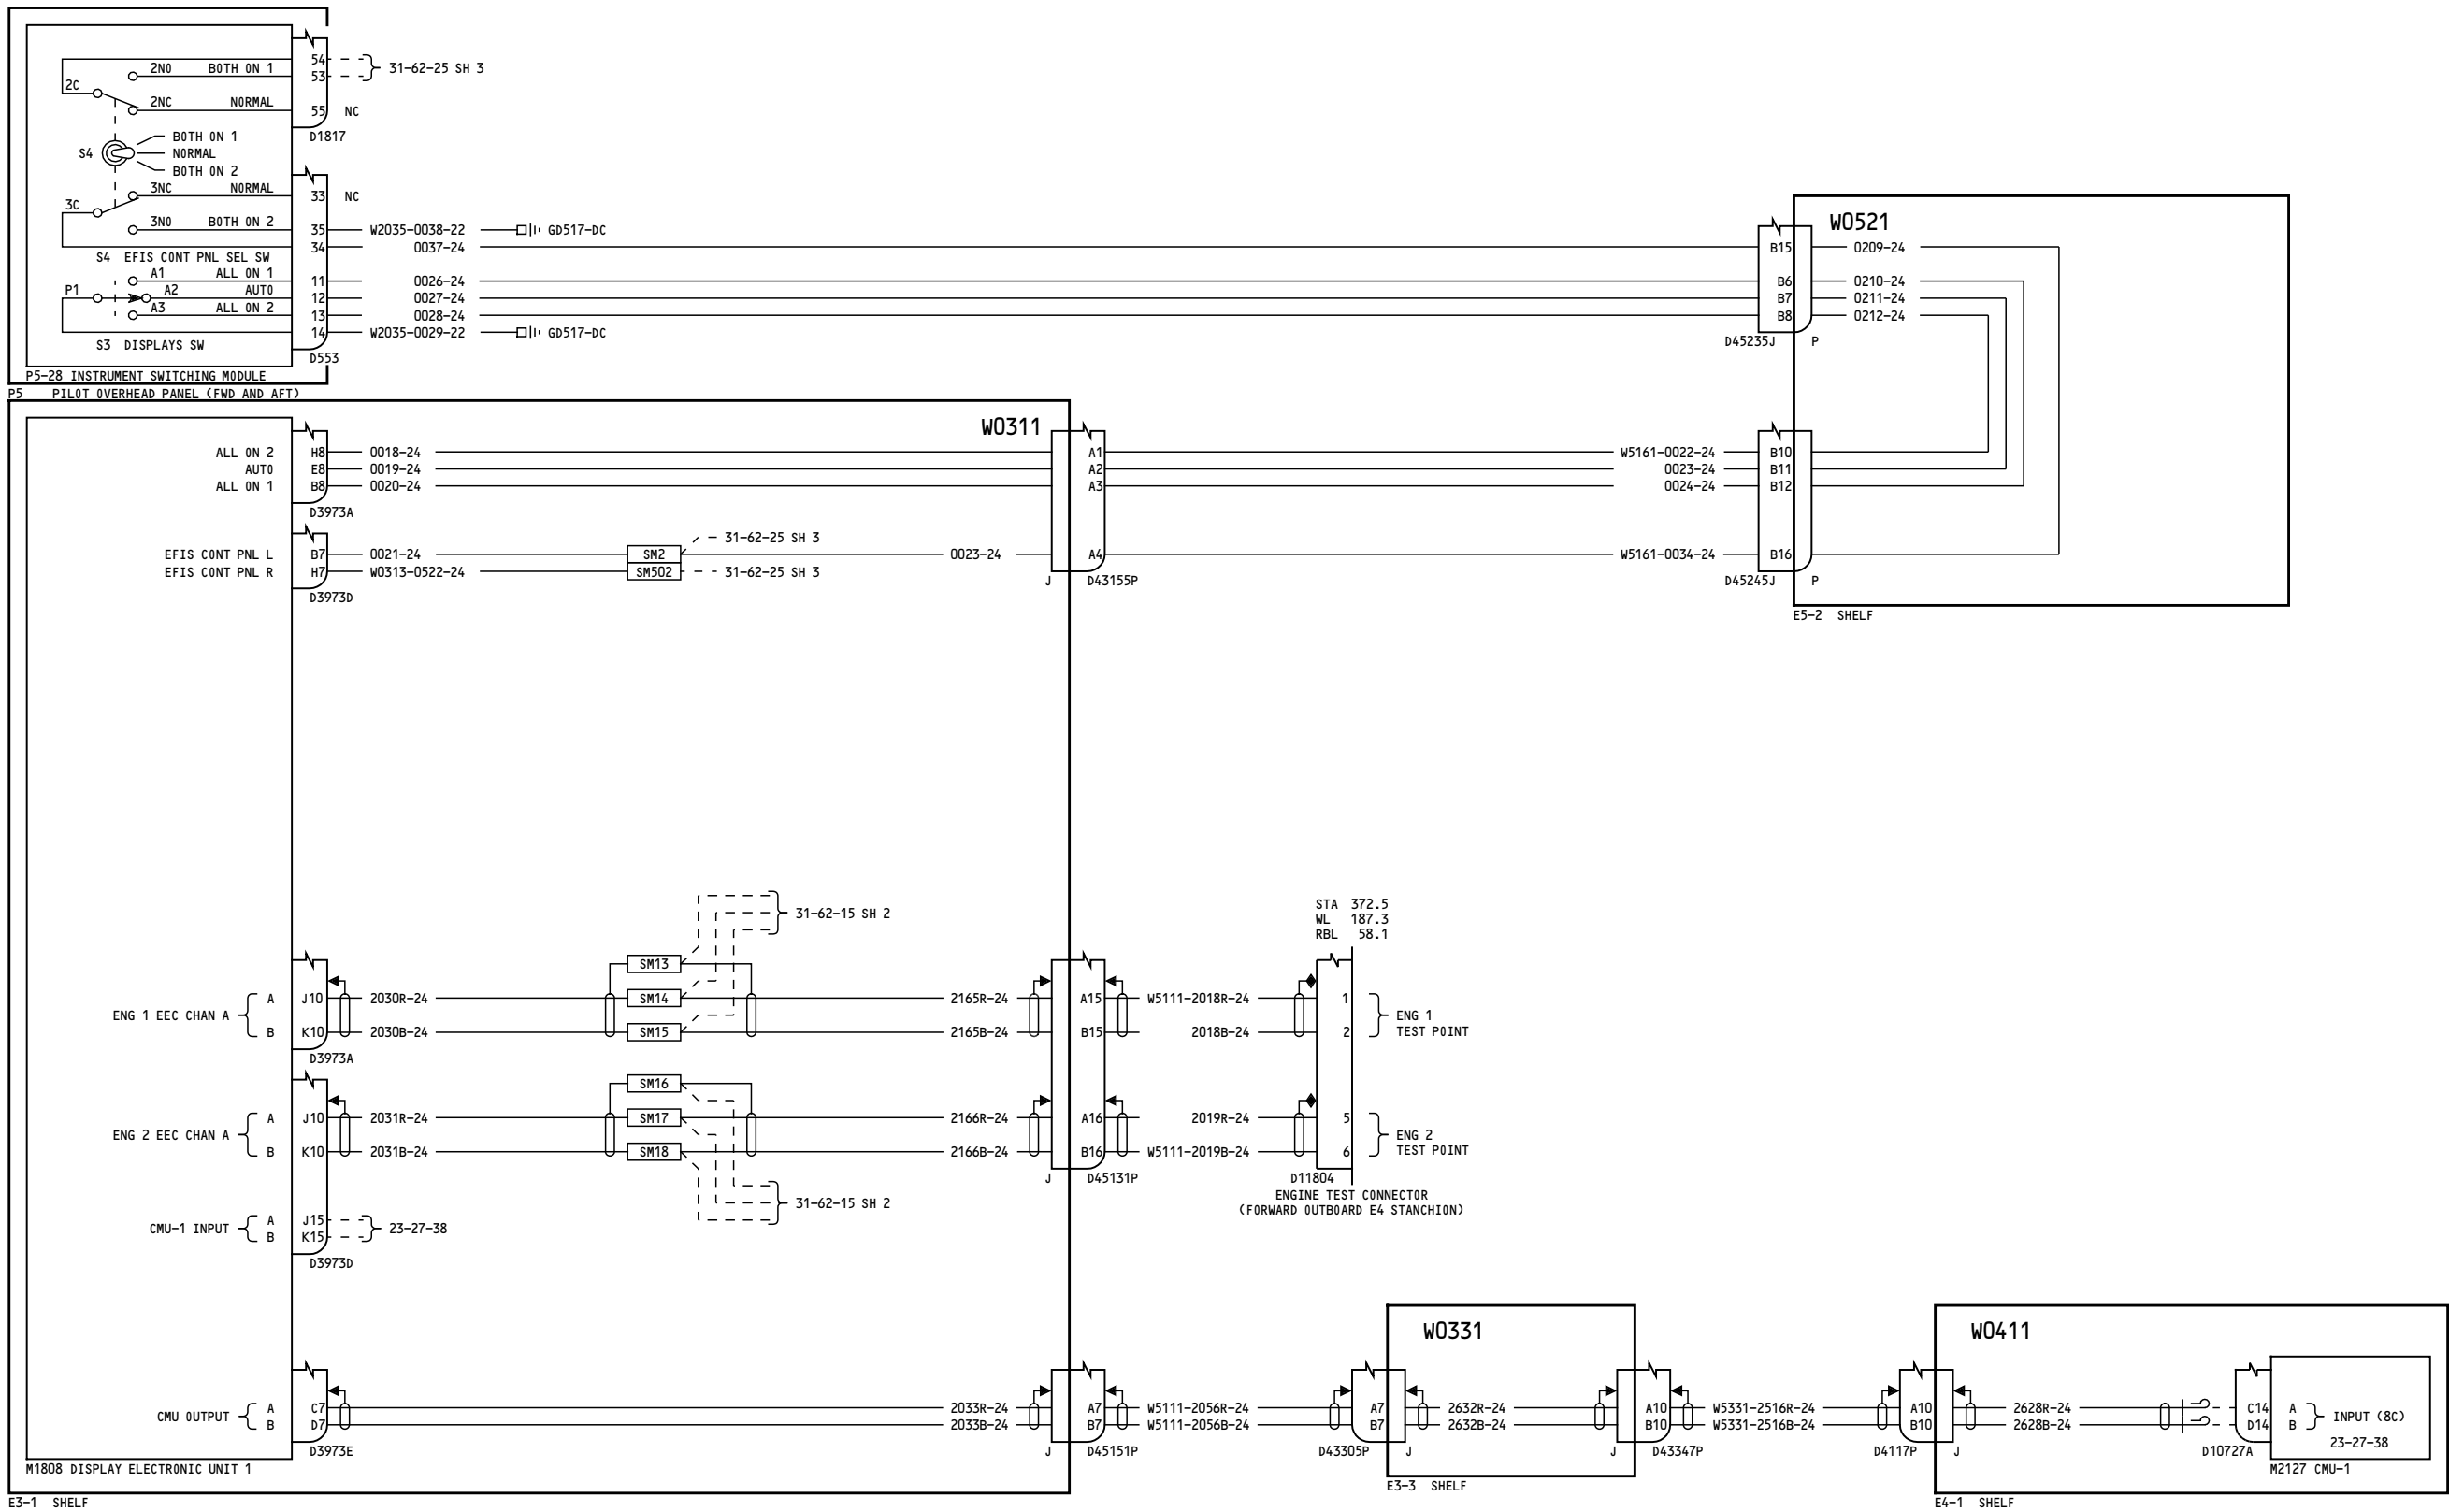 54
2NO BOTH ON 1
53
31-62-25 SH 3
2C
2NC NORMAL 55 NC
D1817
BOTH ON 1
S4 NORMAL
BOTH ON 2
3NC NORMAL 33 NC
3C
3NO BOTH ON 2 35 W2035-0038-22 GD517-DC
34 0037-24 B15 0209-24
W0521
S4 EFIS CONT PNL SEL SW
A1 ALL ON 1 11 0026-24 B6 0210-24
P1 A2 AUTO 12 0027-24 B7 0211-24
A3 ALL ON 2 13 0028-24 B8 0212-24
14 W2035-0029-22 GD517-DC
S3 DISPLAYS SW
D553
D45235J P
P5-28 INSTRUMENT SWITCHING MODULE
P5 PILOT OVERHEAD PANEL (FWD AND AFT)
W0311
ALL ON 2 H8 0018-24 A1 W5161-0022-24 B10
AUTO E8 0019-24 A2 0023-24 B11
ALL ON 1 B8 0020-24 A3 0024-24 B12
D3973A
31-62-25 SH 3
EFIS CONT PNL L B7 0021-24 SM2 0023-24 A4 W5161-0034-24 B16
EFIS CONT PNL R H7 W0313-0522-24 SM502 31-62-25 SH 3
J D43155P
D45245J P
D3973D
E5-2 SHELF
STA 372.5
WL 187.3
RBL 58.1
31-62-15 SH 2
SM13
A J10 2030R-24 SM14 2165R-24 A15 W5111-2018R-24 1
ENG 1 EEC CHAN A
ENG 1
TEST POINT
B K10 2030B-24 SM15 2165B-24 B15 2018B-24 2
D3973A
SM16
A J10 2031R-24 SM17 2166R-24 A16 2019R-24 5
ENG 2 EEC CHAN A
ENG 2
TEST POINT
B K10 2031B-24 SM18 2166B-24 B16 W5111-2019B-24 6
J D45131P
D11804
ENGINE TEST CONNECTOR
(FORWARD OUTBOARD E4 STANCHION)
31-62-15 SH 2
A J15
CMU-1 INPUT
23-27-38
B K15
D3973D
W0331
W0411
A C7 2033R-24 A7 W5111-2056R-24 A7 2632R-24 A10 W5331-2516R-24 A10 2628R-24 C14 A
CMU OUTPUT
INPUT (8C)
B D7 2033B-24 B7 W5111-2056B-24 B7 2632B-24 B10 W5331-2516B-24 B10 2628B-24 D14 B
23-27-38
D3973E
J D45151P
D43305P J
J D43347P
D4117P J
D10727A
M1808 DISPLAY ELECTRONIC UNIT 1
M2127 CMU-1
E3-3 SHELF
E3-1 SHELF
E4-1 SHELF